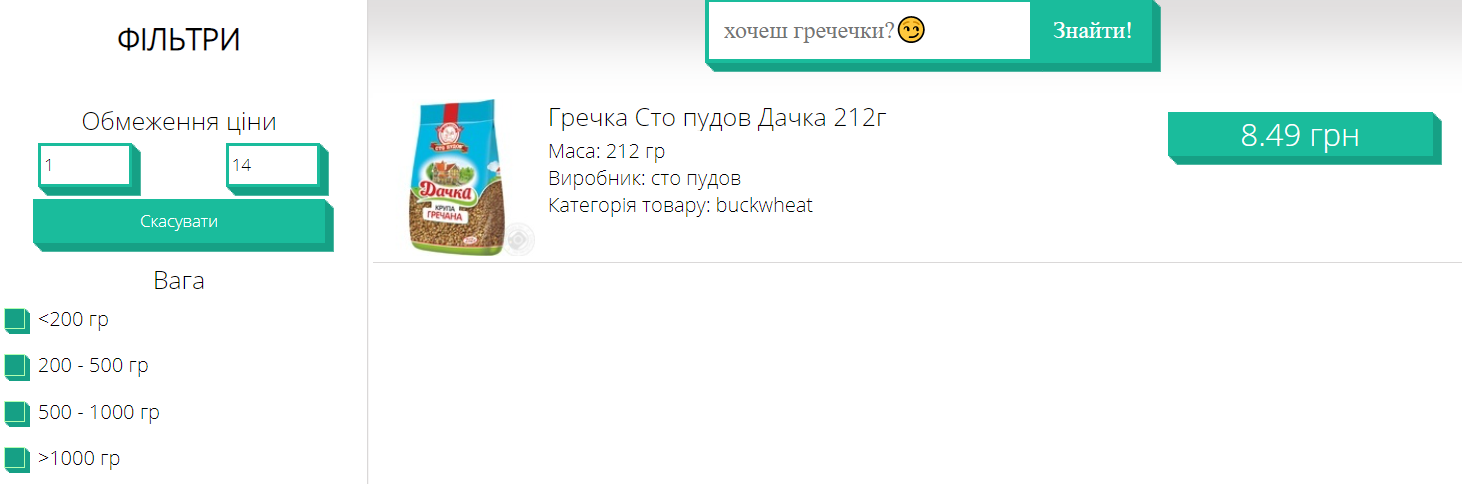 ФІЛЬТРИ
Обмеження ціни
1
14
Скасувати
Вага
<200 гр
200 - 500 гр
500 - 1000 гр
>1000 гр
хочеш гречечки?😏
Знайти!
СТО ПУДОВ
Дачка
КРУПА
ГРЕЧАНА
Гречка Сто пудов Дачка 212г
Маса: 212 гр
Виробник: сто пудов
Категорія товару: buckwheat
8.49 грн